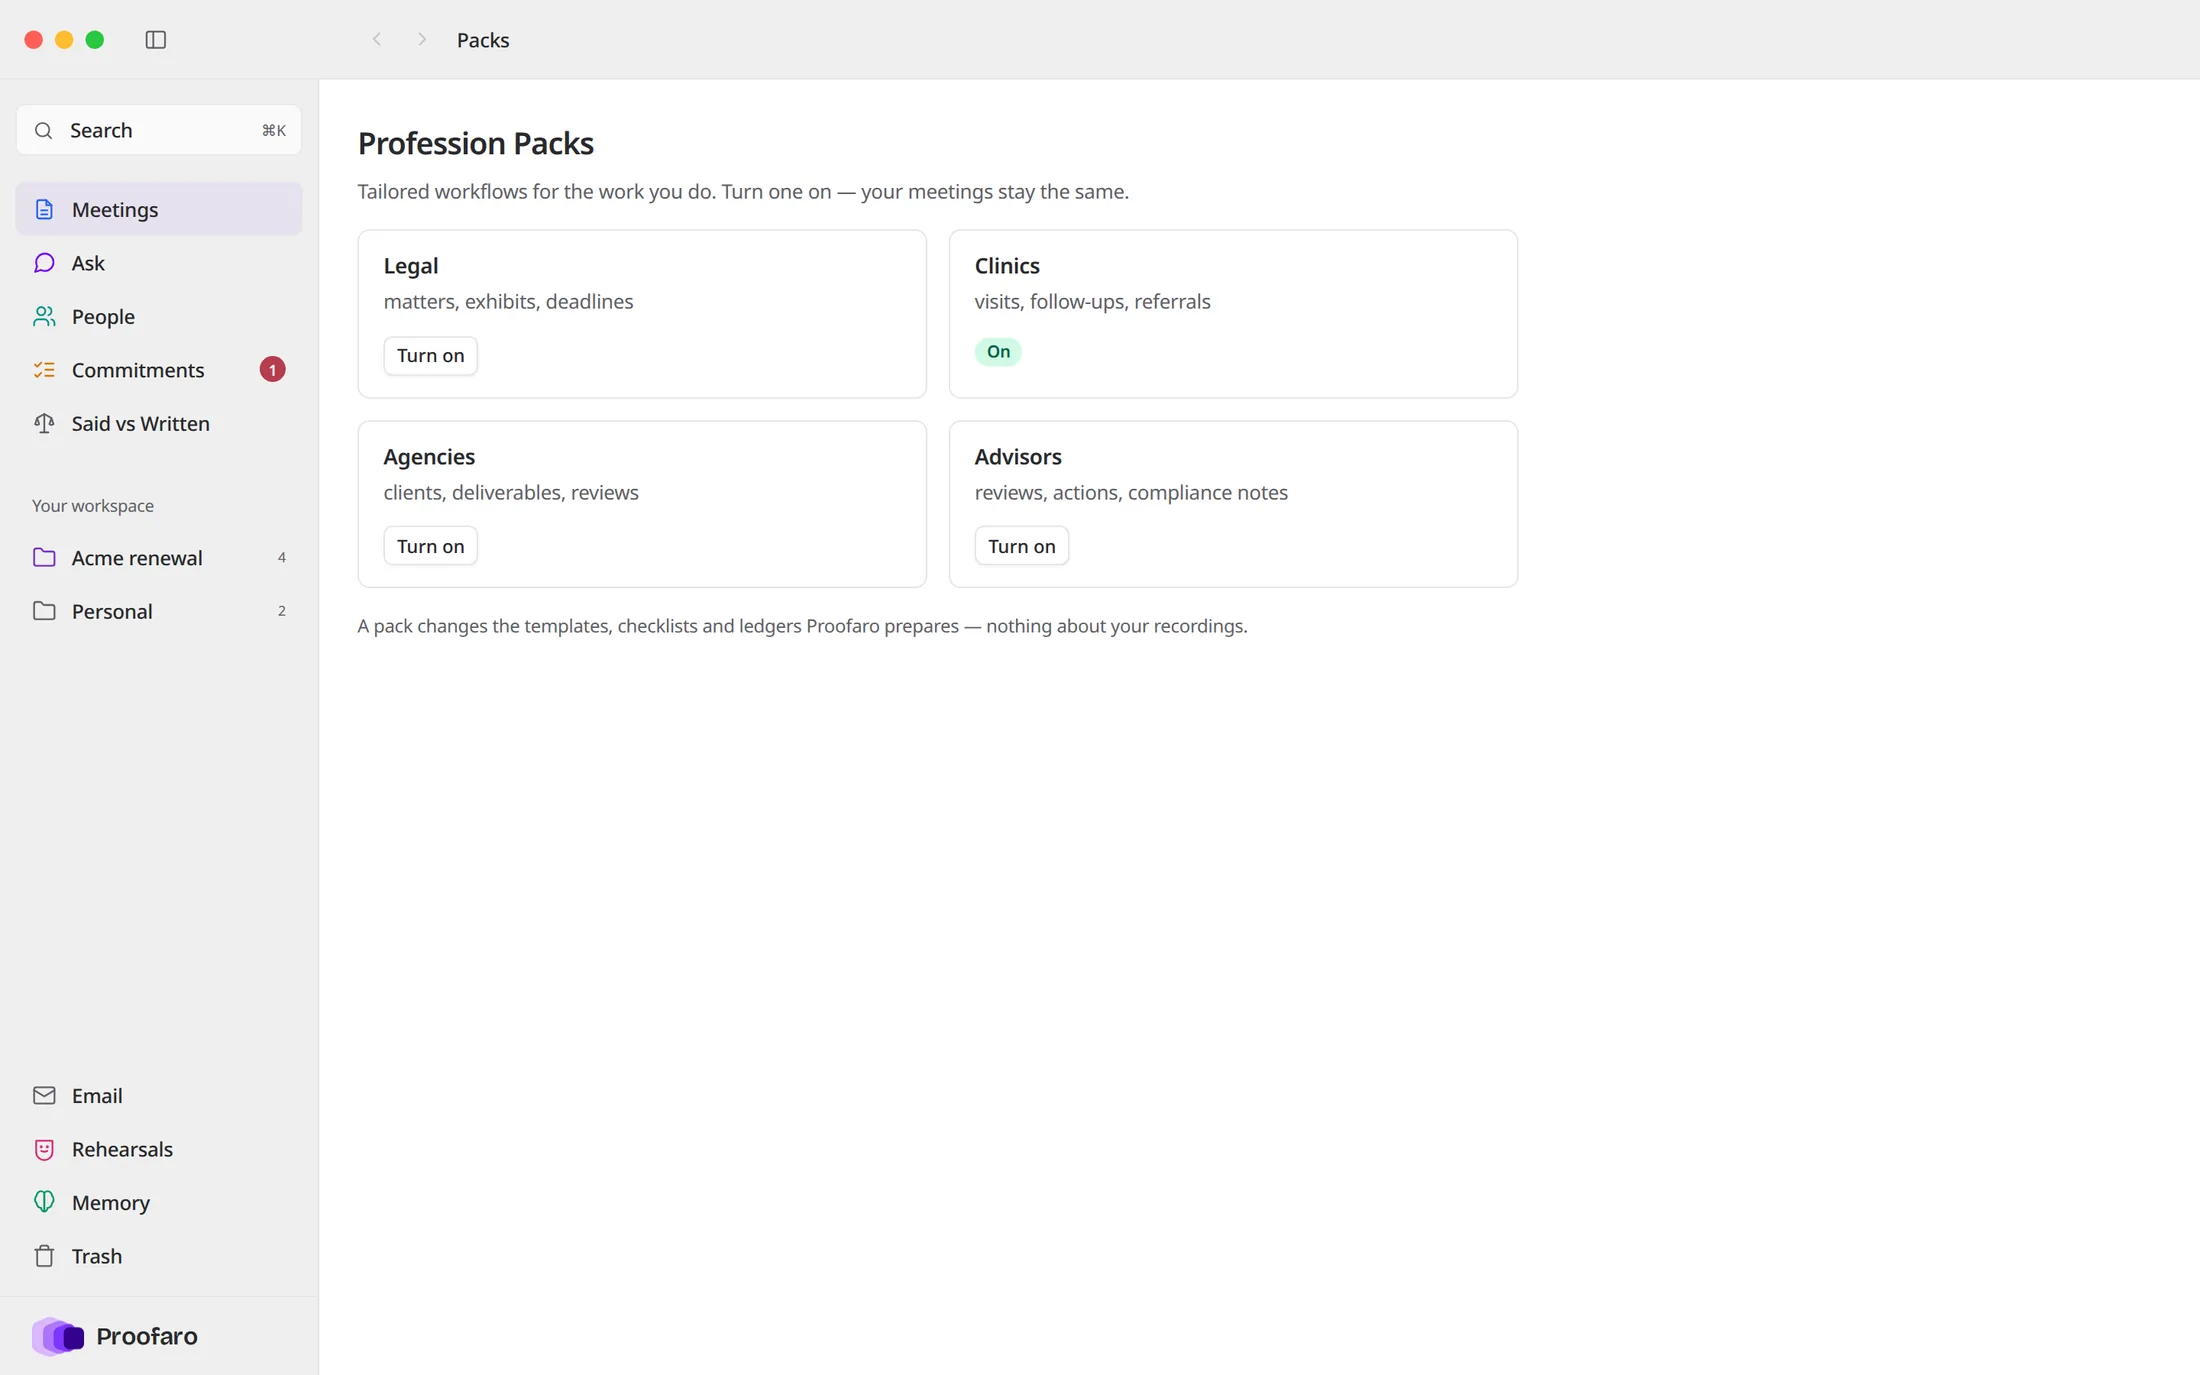 Packs
Search ⌘K
Meetings
Ask
People
Commitments 1
Said vs Written
Your workspace
Acme renewal 4
Personal 2
Email
Rehearsals
Memory
Trash
Proofaro
Profession Packs
Tailored workflows for the work you do. Turn one on — your meetings stay the same.
Legal
matters, exhibits, deadlines
Turn on
Clinics
visits, follow-ups, referrals
On
Agencies
clients, deliverables, reviews
Turn on
Advisors
reviews, actions, compliance notes
Turn on
A pack changes the templates, checklists and ledgers Proofaro prepares — nothing about your recordings.